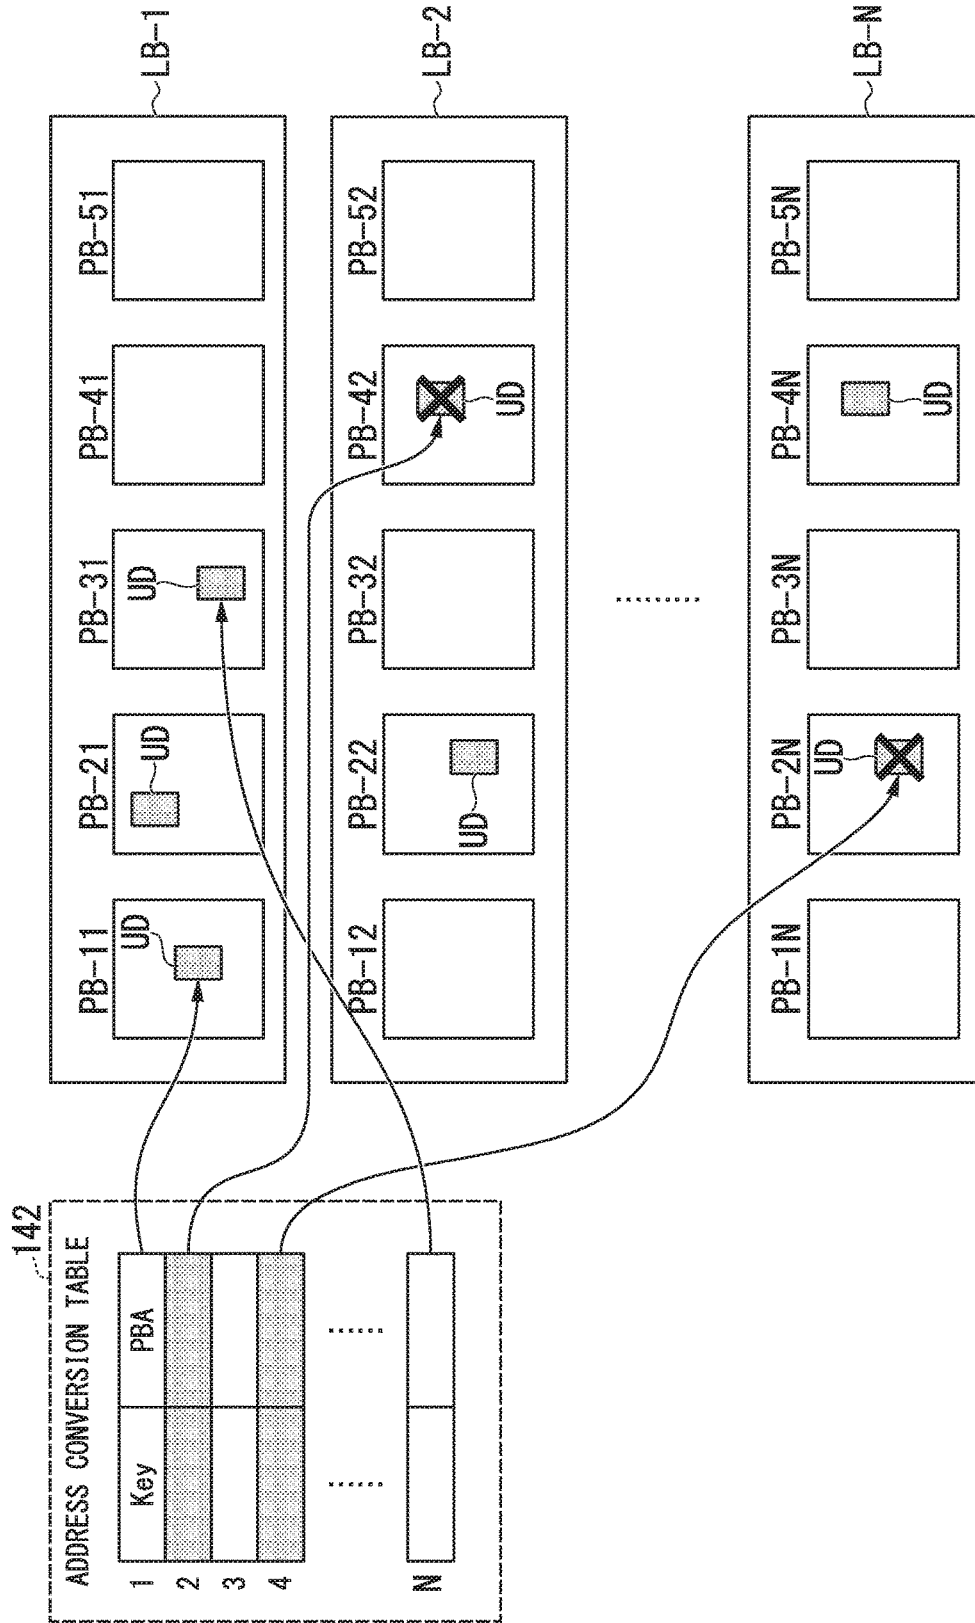 142
ADDRESS CONVERSION TABLE
Key PBA
1
2
3
4
N
PB-11 PB-21 PB-31 PB-41 PB-51
UD UD UD
LB-1
PB-12 PB-22 PB-32 PB-42 PB-52
UD UD
LB-2
PB-1N PB-2N PB-3N PB-4N PB-5N
UD UD
LB-N